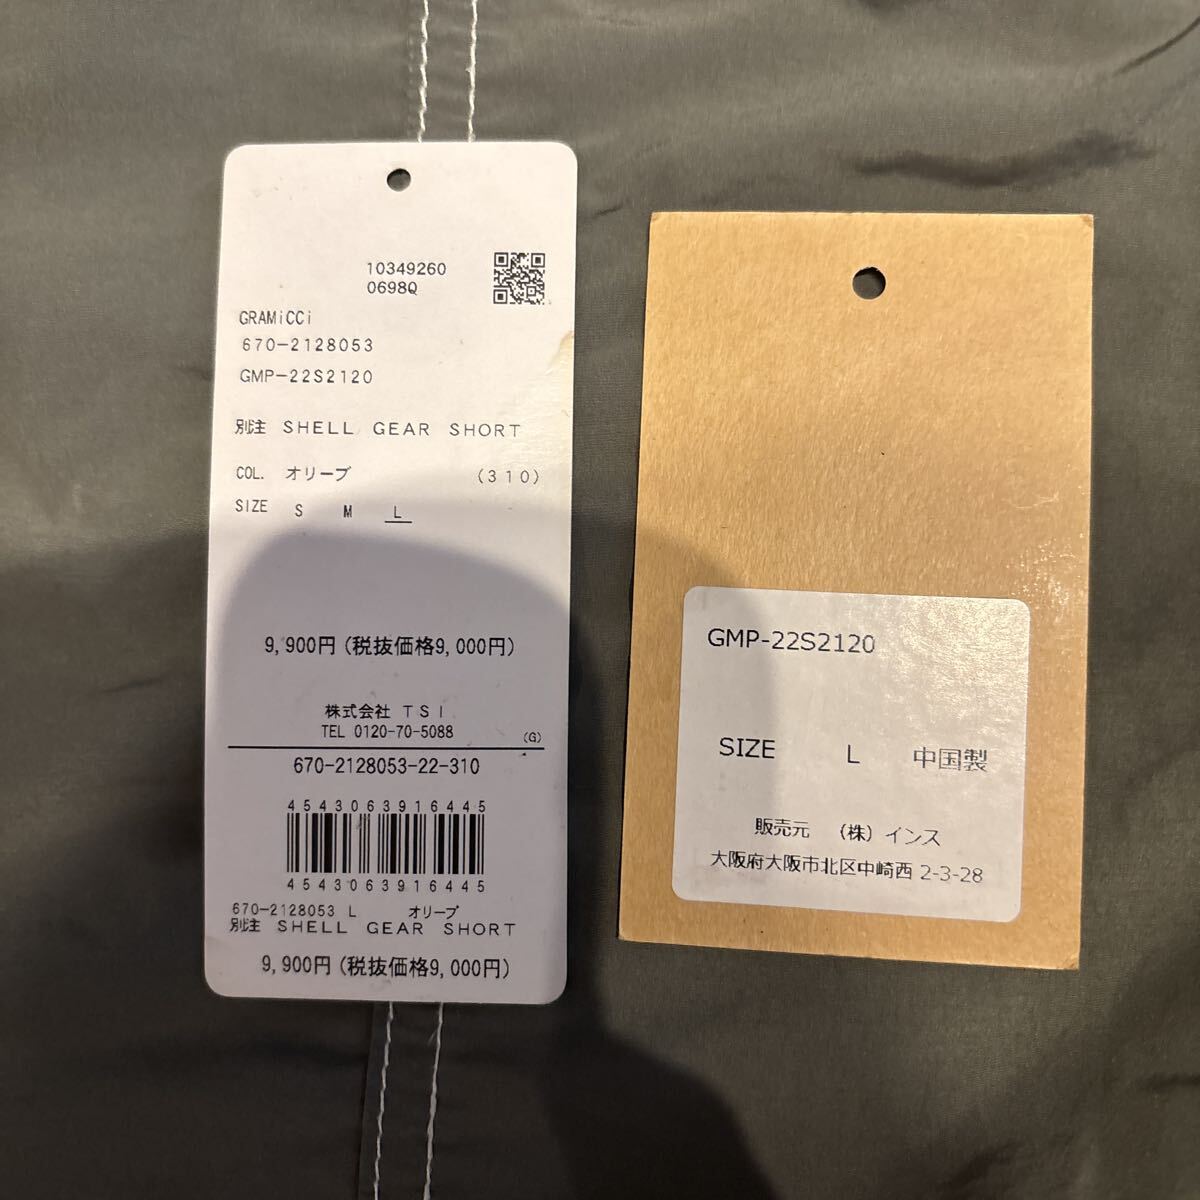 10349260
0698Q
GRAMiCCi
670-2128053
GMP-22S2120
別注 SHELL GEAR SHORT
COL. オリーブ (310)
SIZE S M L
9,900円(税抜価格9,000円)
株式会社 TSI
TEL 0120-70-5088
(G)
670-2128053-22-310
4543063916445
4543063916445
670-2128053 L オリーブ
別注 SHELL GEAR SHORT
9,900円(税抜価格9,000円)
GMP-22S2120
SIZE L 中国製
販売元 (株)インス
大阪府大阪市北区中崎西 2-3-28